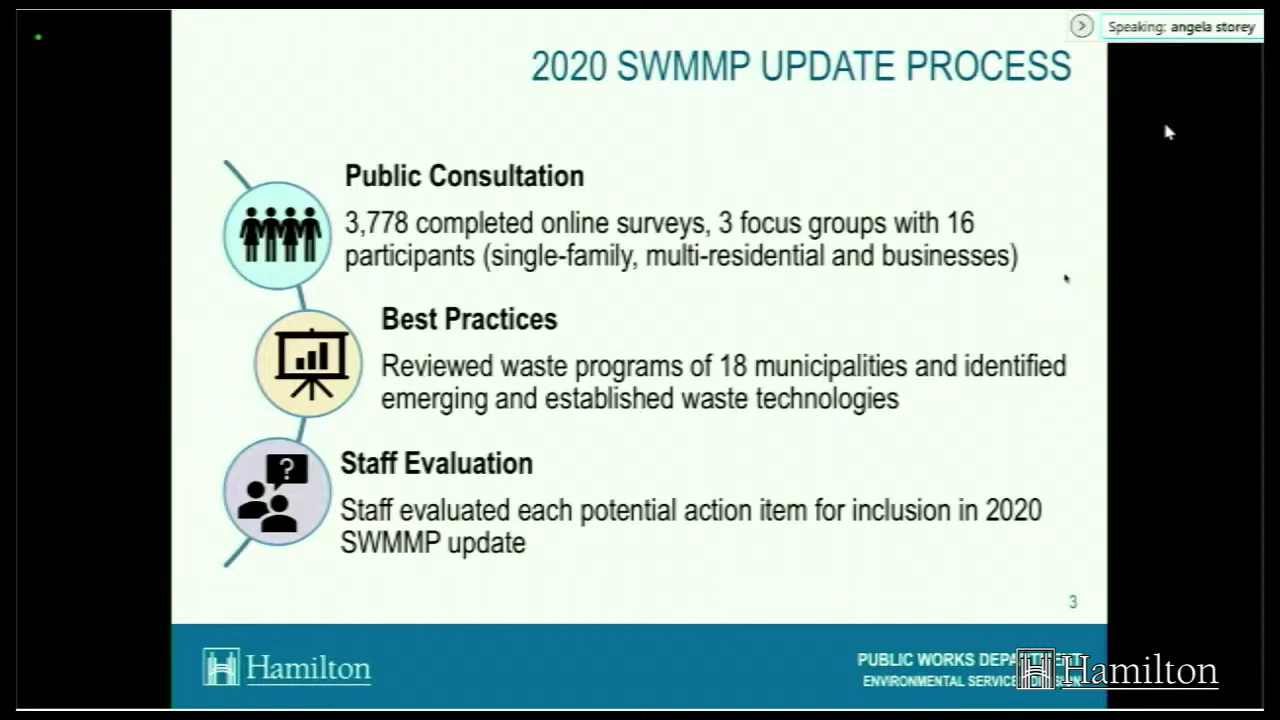 Speaking: angela storey
2020 SWMMP UPDATE PROCESS
Public Consultation
3,778 completed online surveys, 3 focus groups with 16
participants (single-family, multi-residential and businesses)
Best Practices
Reviewed waste programs of 18 municipalities and identified
emerging and established waste technologies
?
Staff Evaluation
Staff evaluated each potential action item for inclusion in 2020
SWMMP update
3
Hamilton
PUBLIC WORKS
ENVIRONMENTAL
Hamilton